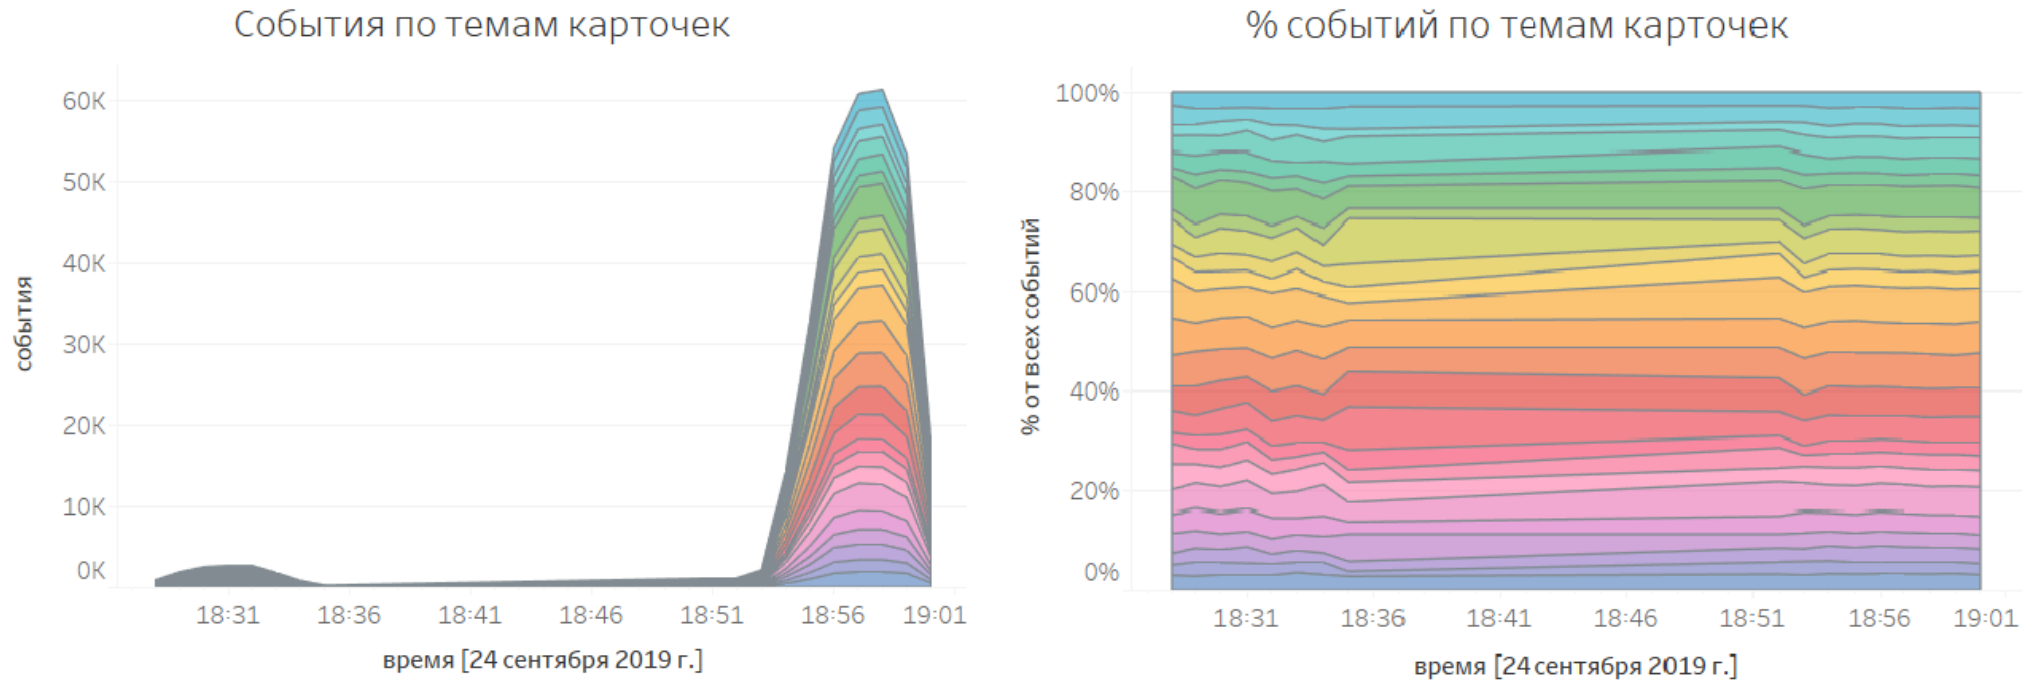 События по темам карточек
60K
50K
40K
30K
20K
10K
0K
события
18:31 18:36 18:41 18:46 18:51 18:56 19:01
время [24 сентября 2019 г.]
% событий по темам карточек
100%
80%
60%
40%
20%
0%
% от всех событий
18:31 18:36 18:41 18:46 18:51 18:56 19:01
время [24 сентября 2019 г.]